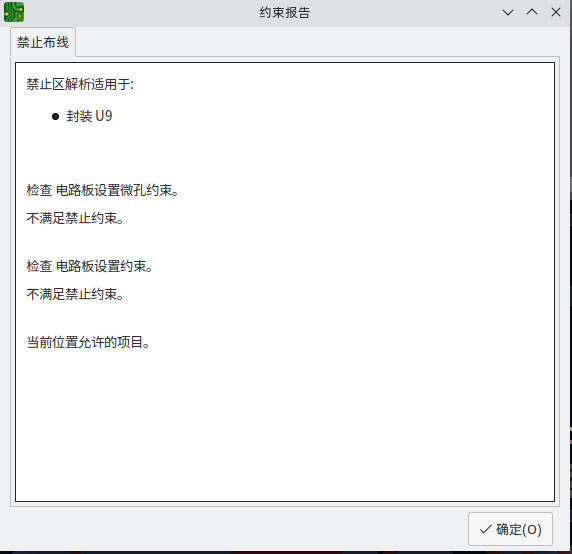 约束报告
禁止布线
禁止区解析适用于:
封装 U9
检查 电路板设置微孔约束。
不满足禁止约束。
检查 电路板设置约束。
不满足禁止约束。
当前位置允许的项目。
确定(O)